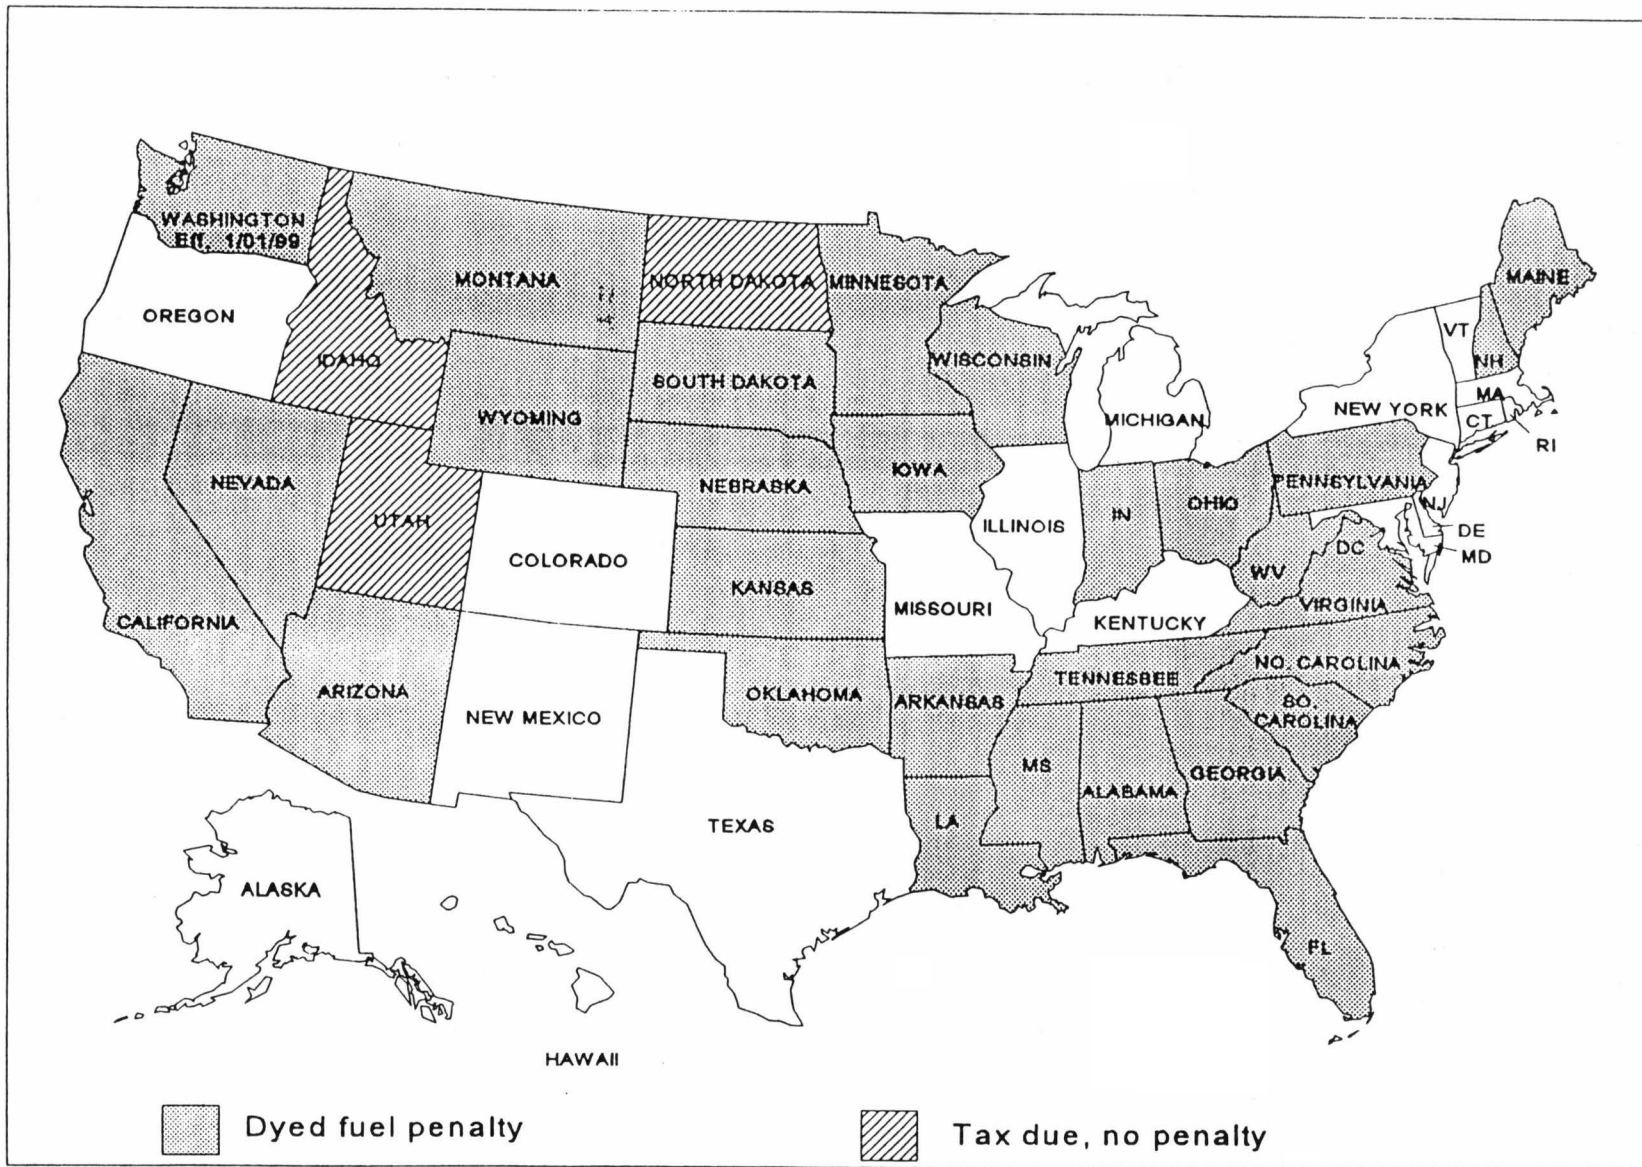 WASHINGTON
Eff. 1/01/99
MONTANA
NORTH DAKOTA
MINNESOTA
MAINE
OREGON
IDAHO
WYOMING
SOUTH DAKOTA
WISCONSIN
VT
NH
MA
MICHIGAN
NEW YORK
CT
RI
NEVADA
UTAH
NEBRASKA
IOWA
ILLINOIS
IN
OHIO
PENNSYLVANIA
NJ
DE
MD
DC
WV
COLORADO
KANSAS
MISSOURI
KENTUCKY
VIRGINIA
CALIFORNIA
ARIZONA
NEW MEXICO
OKLAHOMA
ARKANSAS
TENNESBEE
NO. CAROLINA
SO.
CAROLINA
MS
ALABAMA
GEORGIA
TEXAS
LA
FL
ALASKA
HAWAII
Dyed fuel penalty
Tax due, no penalty